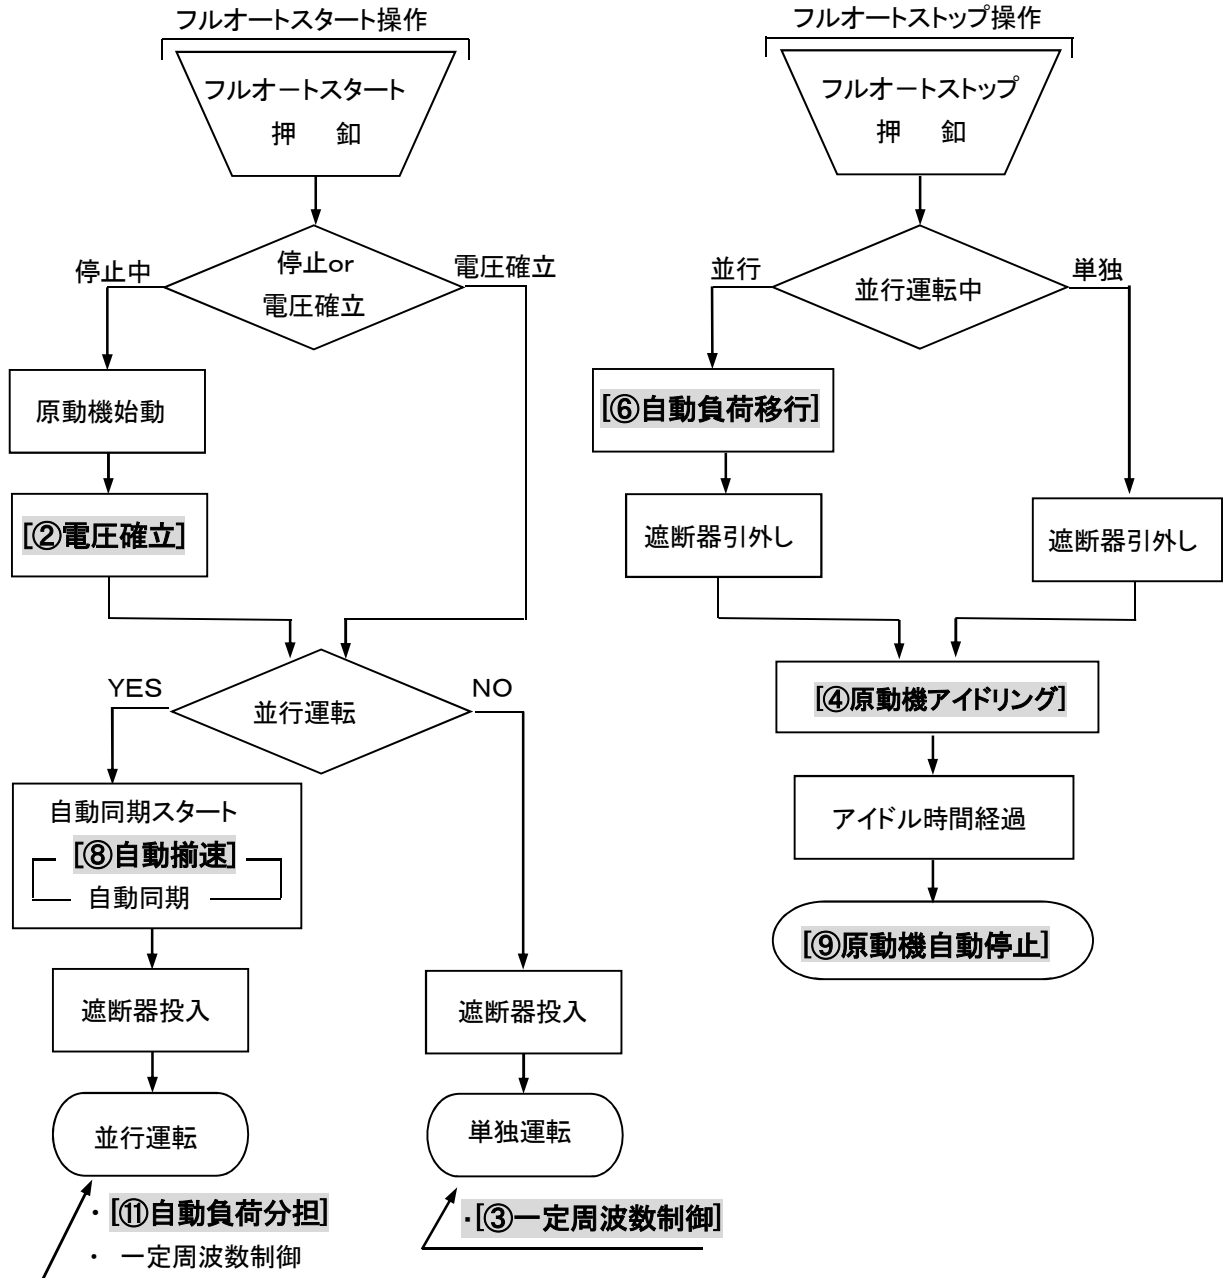 フルオートスタート操作
フルオートスタート
押 釦
停止or
電圧確立
停止中
電圧確立
原動機始動
[②電圧確立]
並行運転
YES
NO
自動同期スタート
[⑧自動揃速]
自動同期
遮断器投入
並行運転
・[⑪自動負荷分担]
・ 一定周波数制御
遮断器投入
単独運転
・[③一定周波数制御]
フルオートストップ操作
フルオートストップ
押 釦
並行運転中
並行
単独
[⑥自動負荷移行]
遮断器引外し
遮断器引外し
[④原動機アイドリング]
アイドル時間経過
[⑨原動機自動停止]